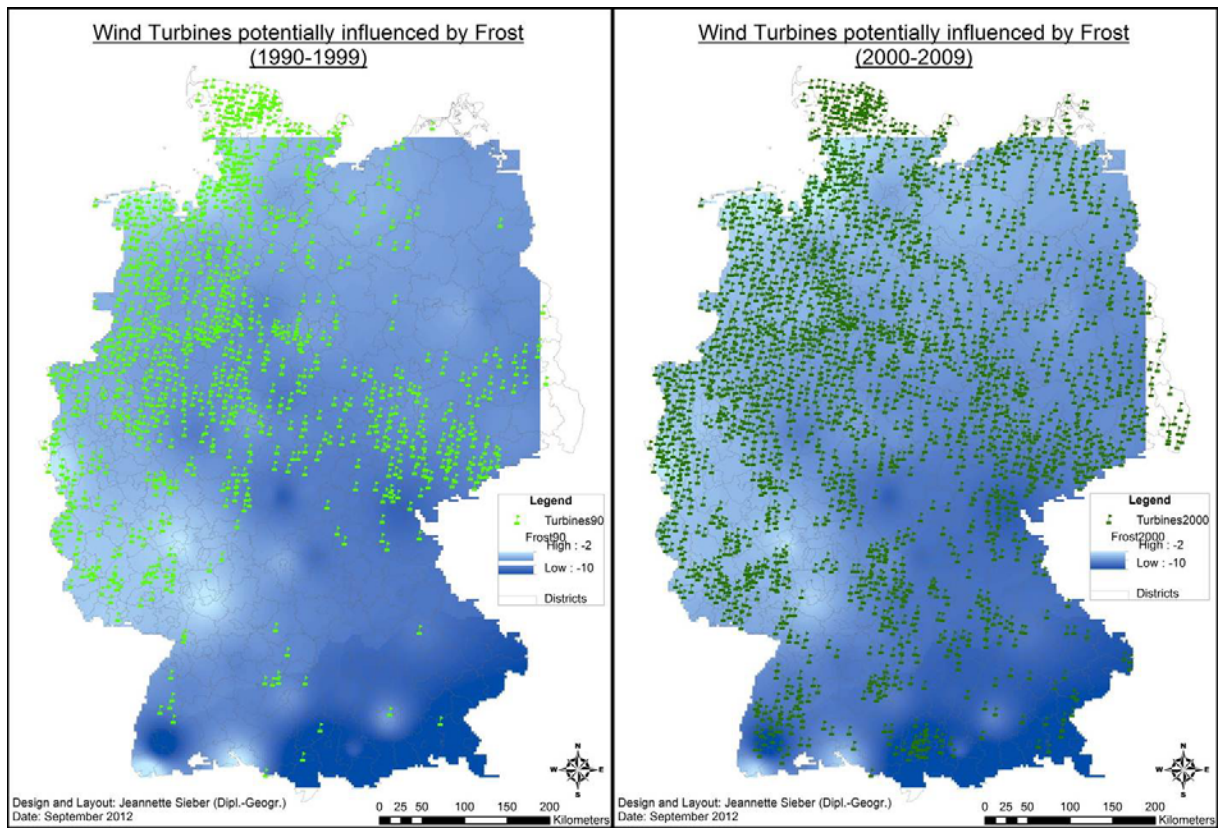 Wind Turbines potentially influenced by Frost
(1990-1999)
Legend
Turbines90
Frost90
High : -2
Low : -10
Districts
N
W E
S
Design and Layout: Jeannette Sieber (Dipl.-Geogr.)
Date: September 2012
0 25 50 100 150 200
Kilometers
Wind Turbines potentially influenced by Frost
(2000-2009)
Legend
Turbines2000
Frost2000
High : -2
Low : -10
Districts
N
W E
S
Design and Layout: Jeannette Sieber (Dipl.-Geogr.)
Date: September 2012
0 25 50 100 150 200
Kilometers